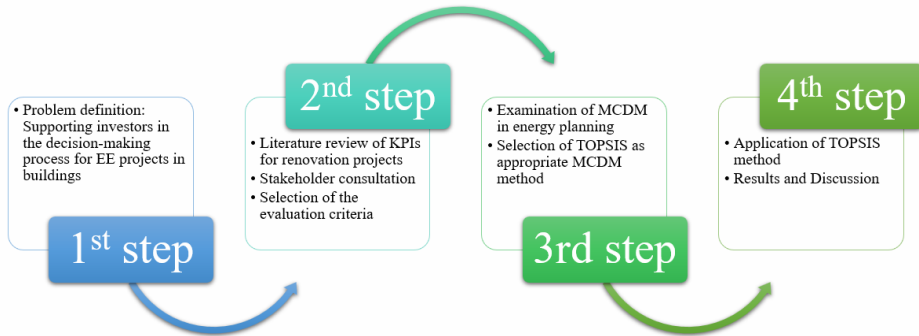 • Problem definition:
Supporting investors in
the decision-making
process for EE projects in
buildings
1st step
2nd step
• Literature review of KPIs
for renovation projects
• Stakeholder consultation
• Selection of the
evaluation criteria
• Examination of MCDM
in energy planning
• Selection of TOPSIS as
appropriate MCDM
method
3rd step
4th step
• Application of TOPSIS
method
• Results and Discussion